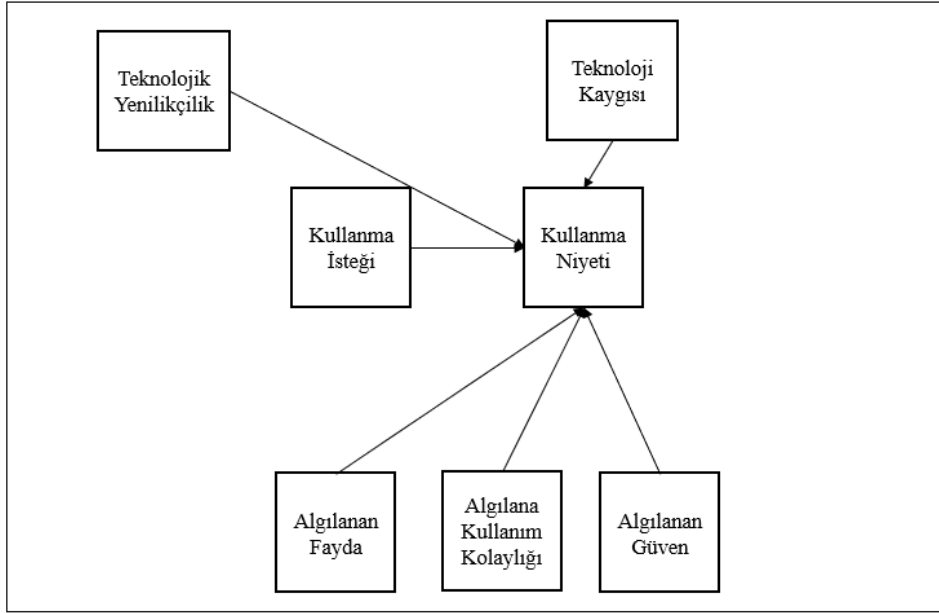 Teknolojik
Yenilikçilik
Teknoloji
Kaygısı
Kullanma
İsteği
Kullanma
Niyeti
Algılanan
Fayda
Algılana
Kullanım
Kolaylığı
Algılanan
Güven